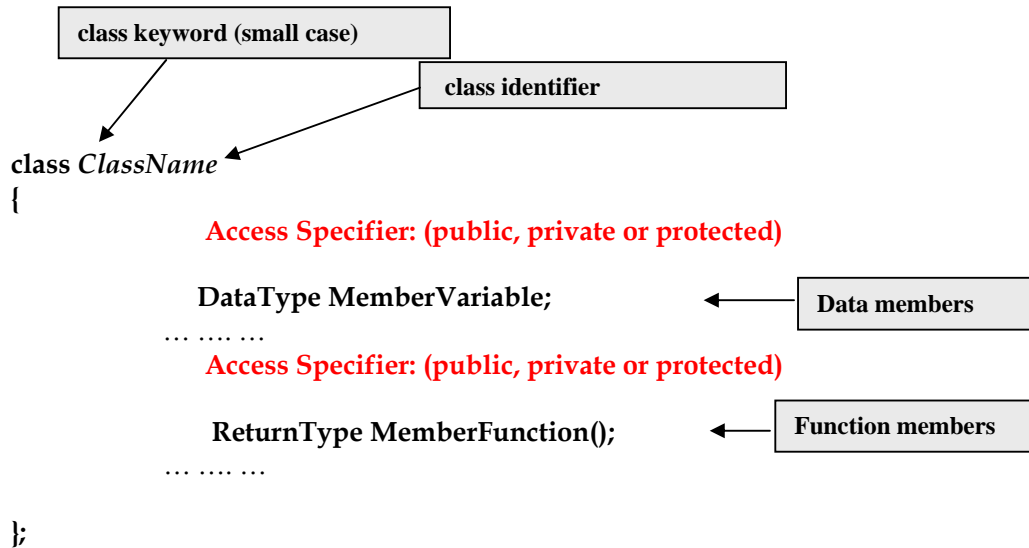 class keyword (small case)
class identifier
class ClassName
{
Access Specifier: (public, private or protected)
DataType MemberVariable;
Data members
… …. …
Access Specifier: (public, private or protected)
ReturnType MemberFunction();
Function members
… …. …
};